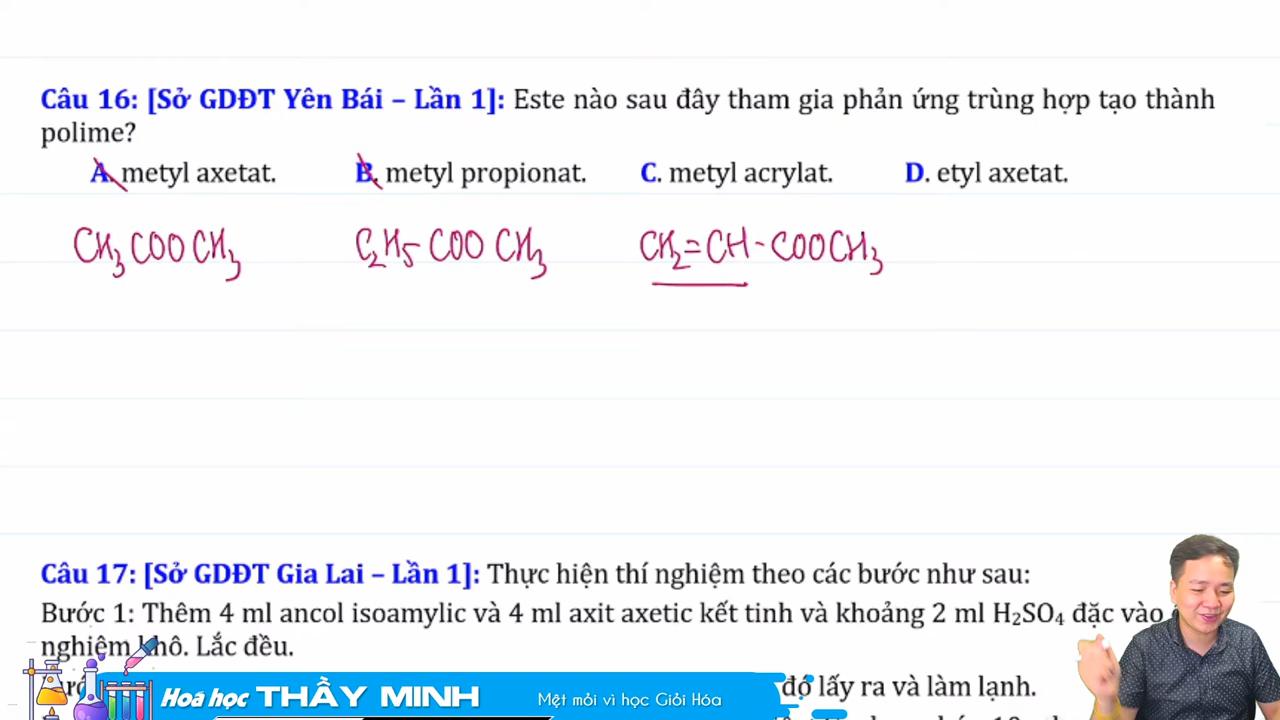 Câu 16: [Sở GDĐT Yên Bái – Lần 1]: Este nào sau đây tham gia phản ứng trùng hợp tạo thành
polime?
A. metyl axetat. B. metyl propionat. C. metyl acrylat. D. etyl axetat.
CH3COOCH3 C2H5COOCH3 CH2=CH-COOCH3
Câu 17: [Sở GDĐT Gia Lai – Lần 1]: Thực hiện thí nghiệm theo các bước như sau:
Bước 1: Thêm 4 ml ancol isoamylic và 4 ml axit axetic kết tinh và khoảng 2 ml H₂SO₄ đặc vào
nghiệm khô. Lắc đều.
đó lấy ra và làm lạnh.
Hoá học THẦY MINH Mệt mỏi vì học Giỏi Hóa